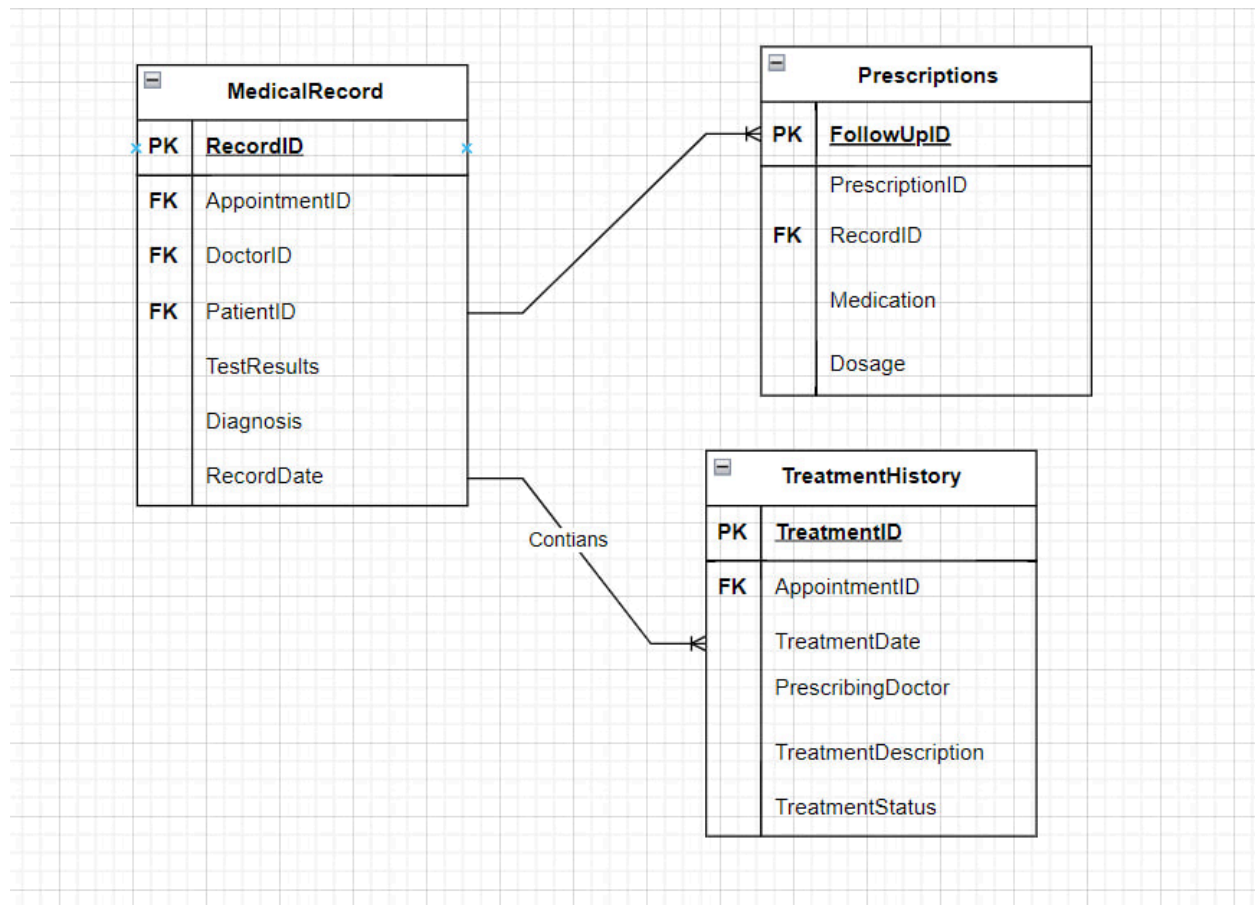 MedicalRecord
PK RecordID
FK AppointmentID
FK DoctorID
FK PatientID
TestResults
Diagnosis
RecordDate
Prescriptions
PK FollowUpID
PrescriptionID
FK RecordID
Medication
Dosage
Contians
TreatmentHistory
PK TreatmentID
FK AppointmentID
TreatmentDate
PrescribingDoctor
TreatmentDescription
TreatmentStatus